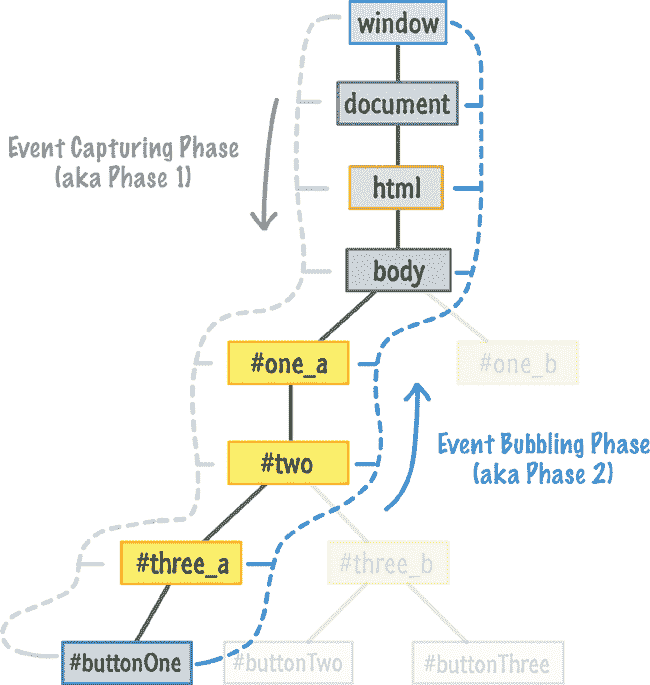 window
document
Event Capturing Phase
(aka Phase 1)
html
body
#one_a
#one_b
Event Bubbling Phase
(aka Phase 2)
#two
#three_a
#three_b
#buttonOne
#buttonTwo
#buttonThree